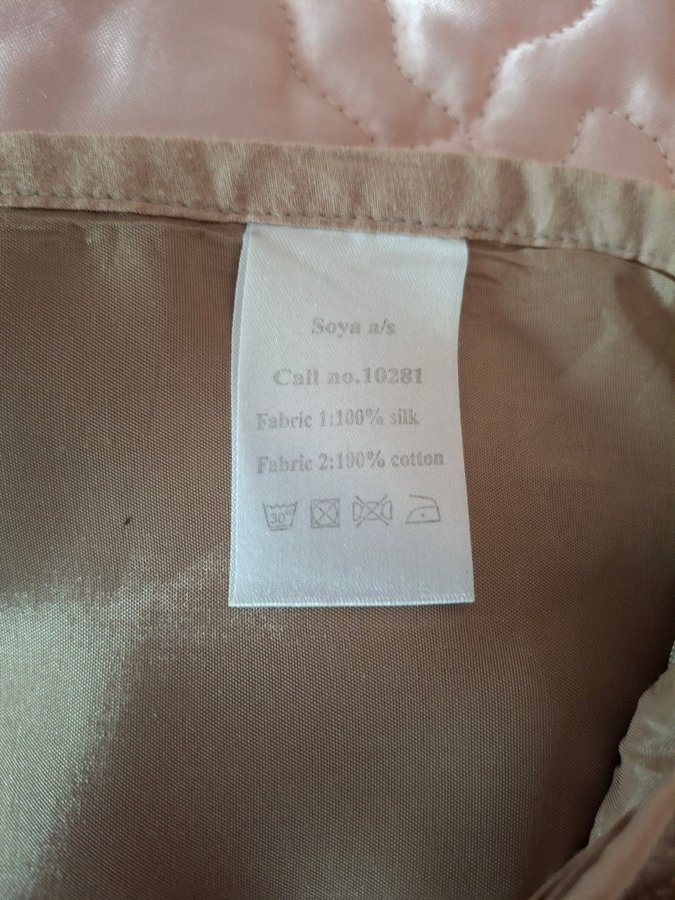 Soya a/s
Call no.10281
Fabric 1:100% silk
Fabric 2:100% cotton
30°